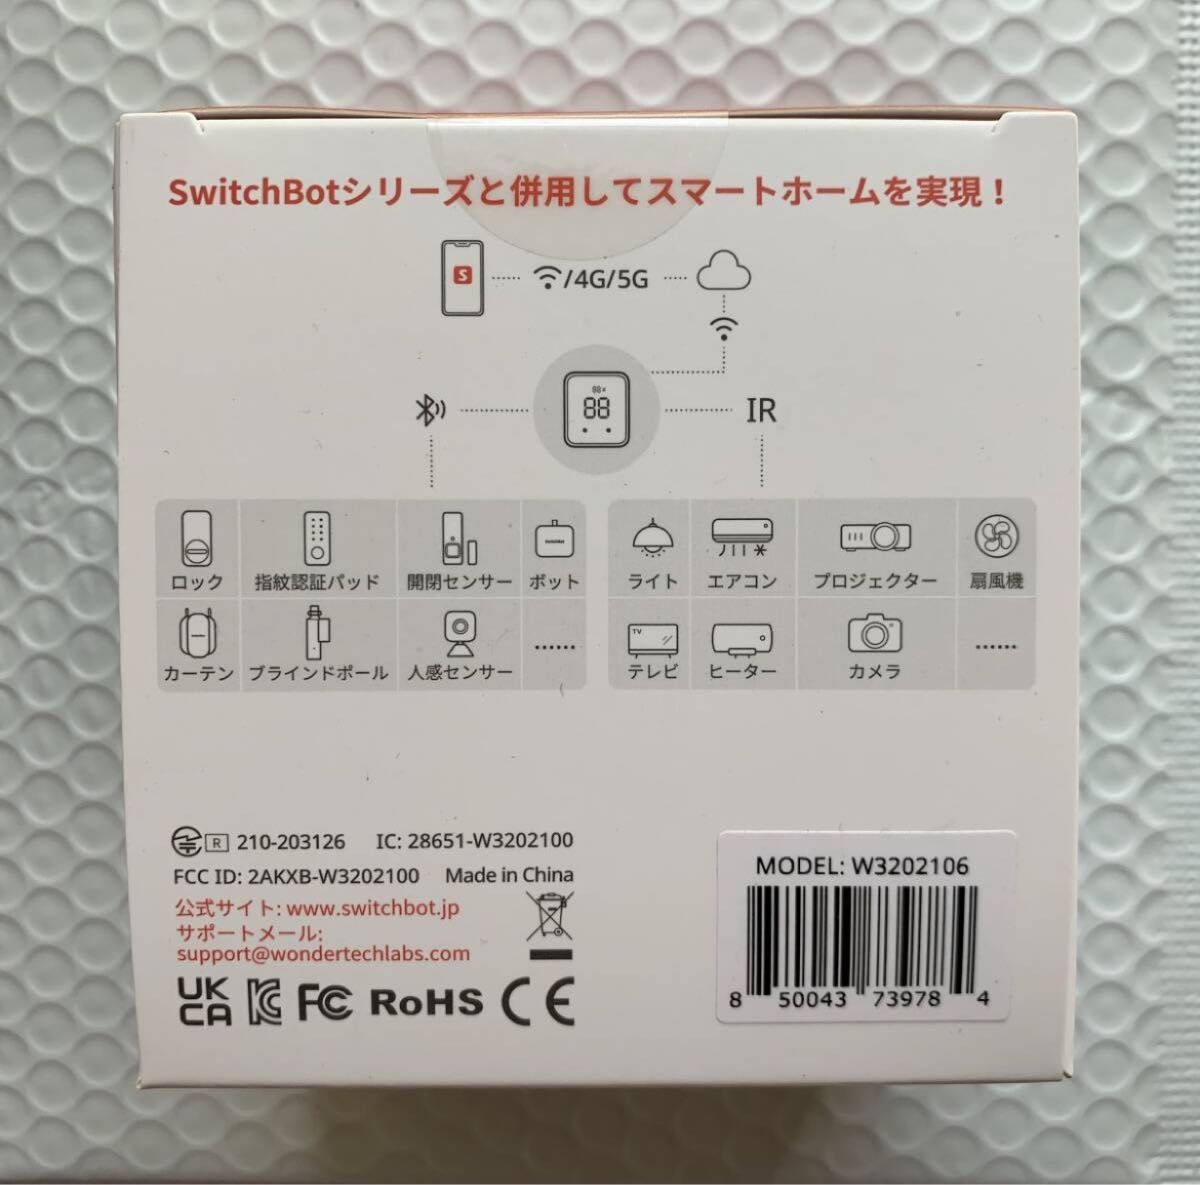 SwitchBotシリーズと併用してスマートホームを実現！
S
/4G/5G
88
IR
ロック 指紋認証パッド 開閉センサー ボット
ライト エアコン プロジェクター 扇風機
カーテン ブラインドポール 人感センサー ......
TV
テレビ ヒーター カメラ ......
R 210-203126 IC: 28651-W3202100
FCC ID: 2AKXB-W3202100 Made in China
公式サイト: www.switchbot.jp
サポートメール:
support@wondertechlabs.com
UK CA KC FC RoHS CE
MODEL: W3202106
8 50043 73978 4